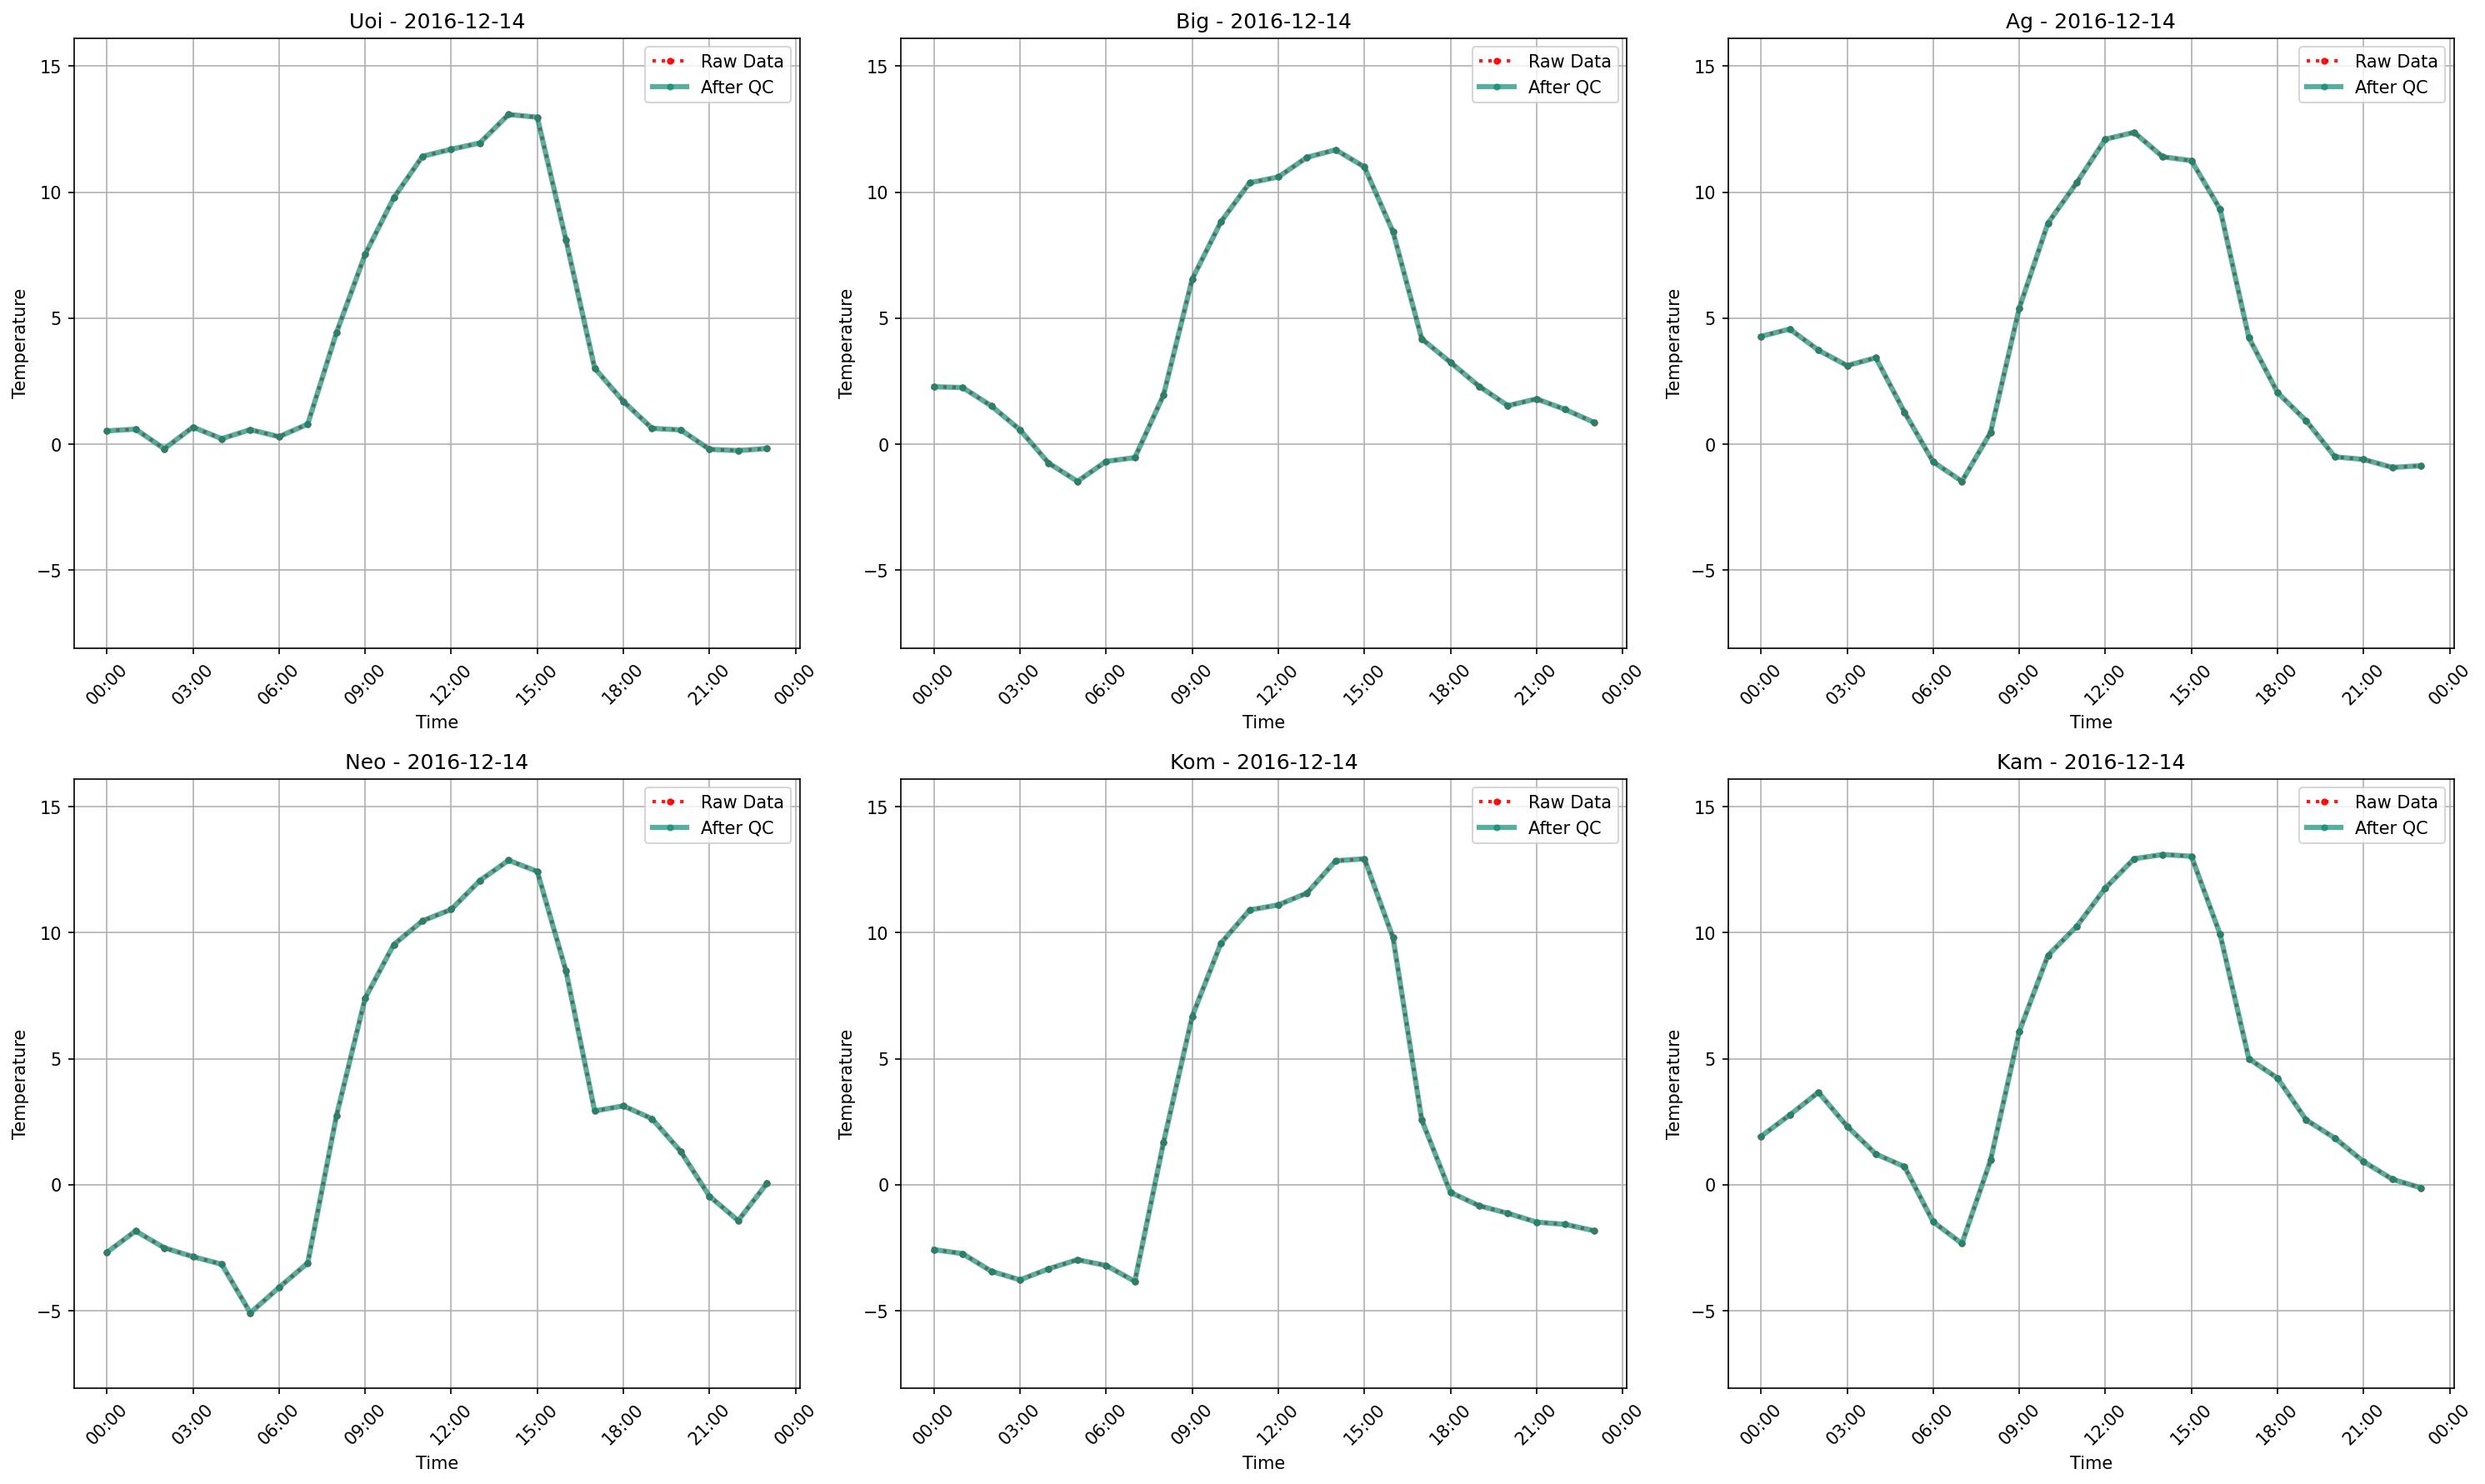 Uoi - 2016-12-14
Temperature
15
10
5
0
−5
Raw Data
After QC
00:00
03:00
06:00
09:00
12:00
15:00
18:00
21:00
00:00
Time
Big - 2016-12-14
Temperature
15
10
5
0
−5
Raw Data
After QC
00:00
03:00
06:00
09:00
12:00
15:00
18:00
21:00
00:00
Time
Ag - 2016-12-14
Temperature
15
10
5
0
−5
Raw Data
After QC
00:00
03:00
06:00
09:00
12:00
15:00
18:00
21:00
00:00
Time
Neo - 2016-12-14
Temperature
15
10
5
0
−5
Raw Data
After QC
00:00
03:00
06:00
09:00
12:00
15:00
18:00
21:00
00:00
Time
Kom - 2016-12-14
Temperature
15
10
5
0
−5
Raw Data
After QC
00:00
03:00
06:00
09:00
12:00
15:00
18:00
21:00
00:00
Time
Kam - 2016-12-14
Temperature
15
10
5
0
−5
Raw Data
After QC
00:00
03:00
06:00
09:00
12:00
15:00
18:00
21:00
00:00
Time